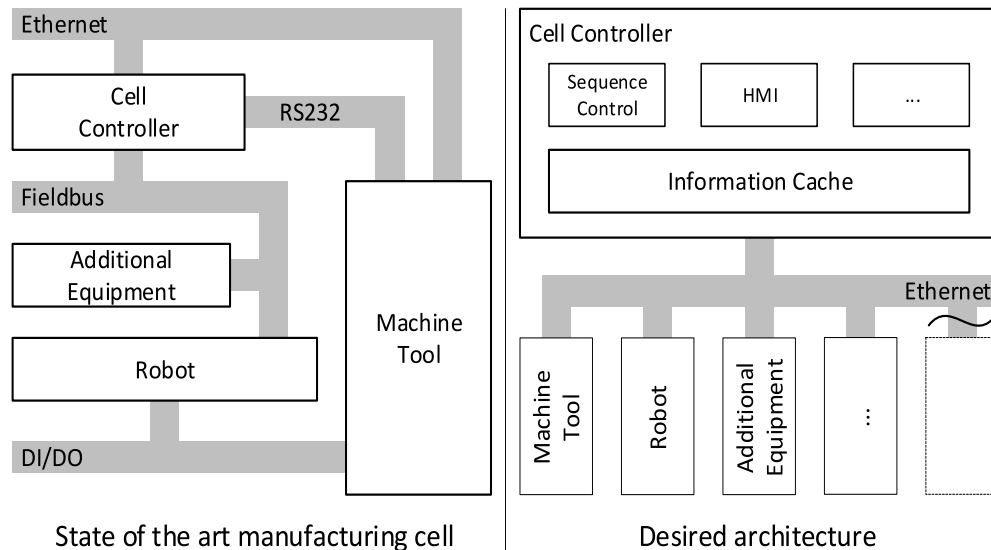 Ethernet
Cell
Controller
RS232
Fieldbus
Additional
Equipment
Robot
DI/DO
Machine
Tool
State of the art manufacturing cell
Cell Controller
Sequence
Control
HMI
...
Information Cache
Ethernet
Machine
Tool
Robot
Additional
Equipment
...
Desired architecture